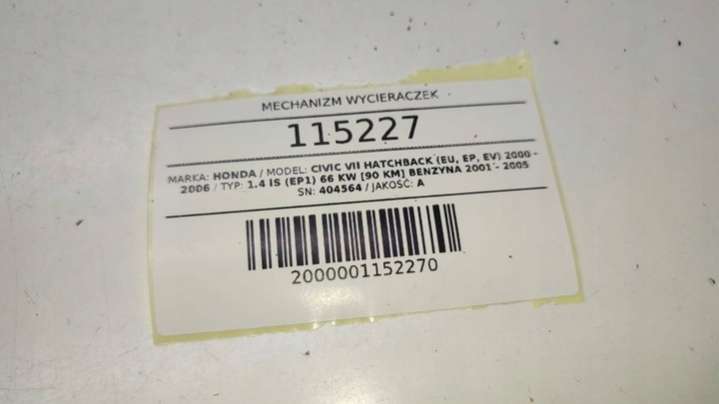 MECHANIZM WYCIERACZEK
115227
MARKA: HONDA / MODEL: CIVIC VII HATCHBACK (EU, EP, EV) 2000 -
2006 / TYP: 1.4 IS (EP1) 66 KW [90 KM] BENZYNA 2001 - 2005
SN: 404564 / JAKOŚĆ: A
2000001152270